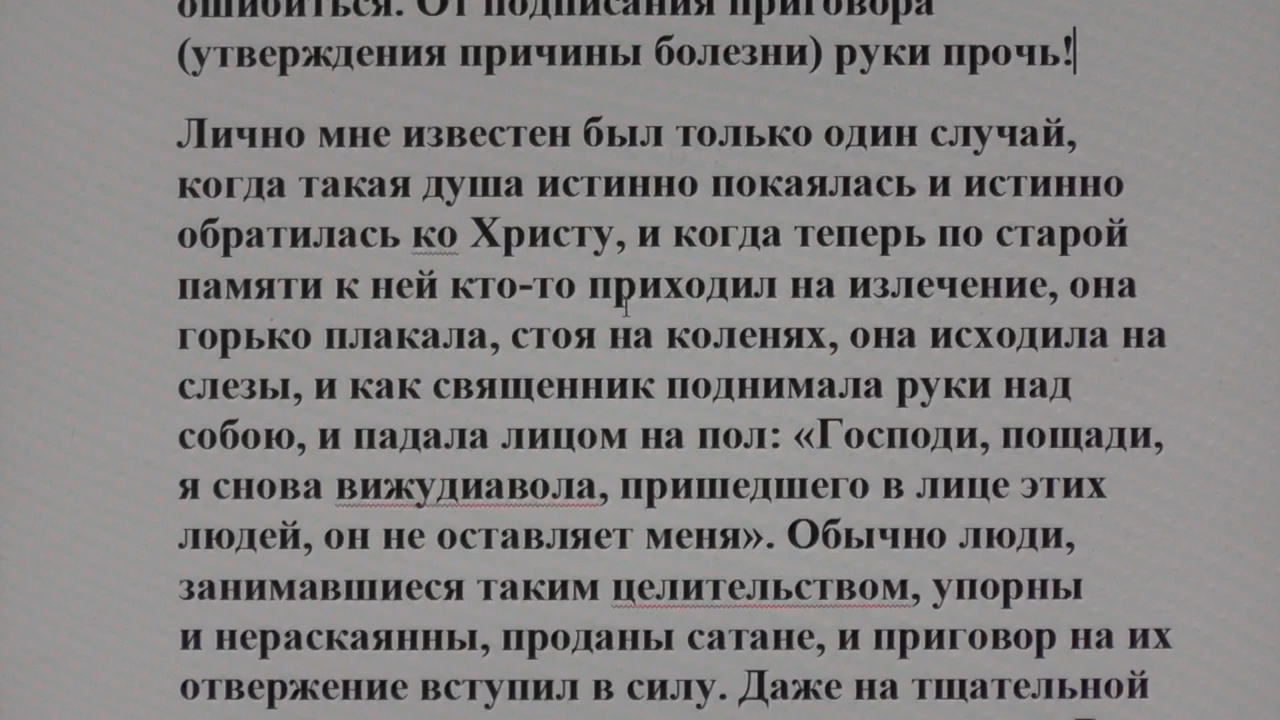 ошибиться. От подписания приговора
(утверждения причины болезни) руки прочь!
Лично мне известен был только один случай,
когда такая душа истинно покаялась и истинно
обратилась ко Христу, и когда теперь по старой
памяти к ней кто-то приходил на излечение, она
горько плакала, стоя на коленях, она исходила на
слезы, и как священник поднимала руки над
собою, и падала лицом на пол: «Господи, пощади,
я снова вижудиавола, пришедшего в лице этих
людей, он не оставляет меня». Обычно люди,
занимавшиеся таким целительством, упорны
и нераскаянны, проданы сатане, и приговор на их
отвержение вступил в силу. Даже на тщательной